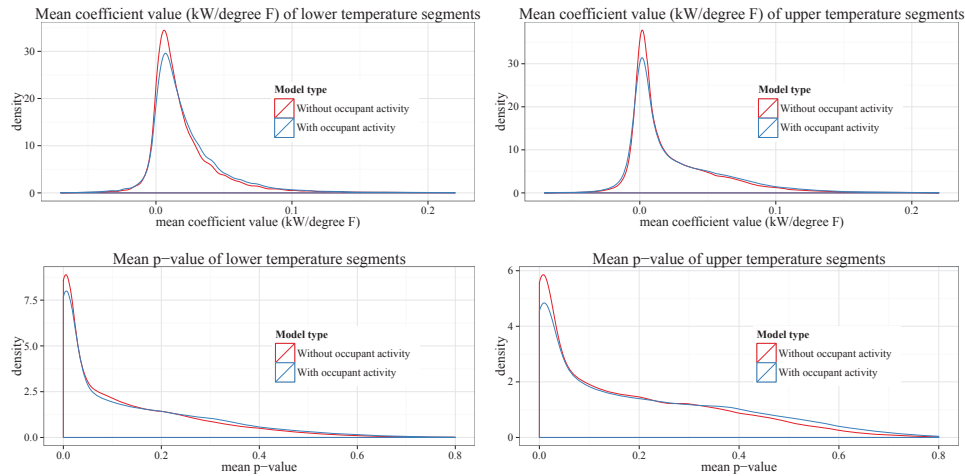 Mean coefficient value (kW/degree F) of lower temperature segments
30
20
10
0
density
Model type
Without occupant activity
With occupant activity
0.0
0.1
0.2
mean coefficient value (kW/degree F)
Mean coefficient value (kW/degree F) of upper temperature segments
30
20
10
0
density
Model type
Without occupant activity
With occupant activity
0.0
0.1
0.2
mean coefficient value (kW/degree F)
Mean p−value of lower temperature segments
7.5
5.0
2.5
0.0
density
Model type
Without occupant activity
With occupant activity
0.0
0.2
0.4
0.6
0.8
mean p−value
Mean p−value of upper temperature segments
6
4
2
0
density
Model type
Without occupant activity
With occupant activity
0.0
0.2
0.4
0.6
0.8
mean p−value